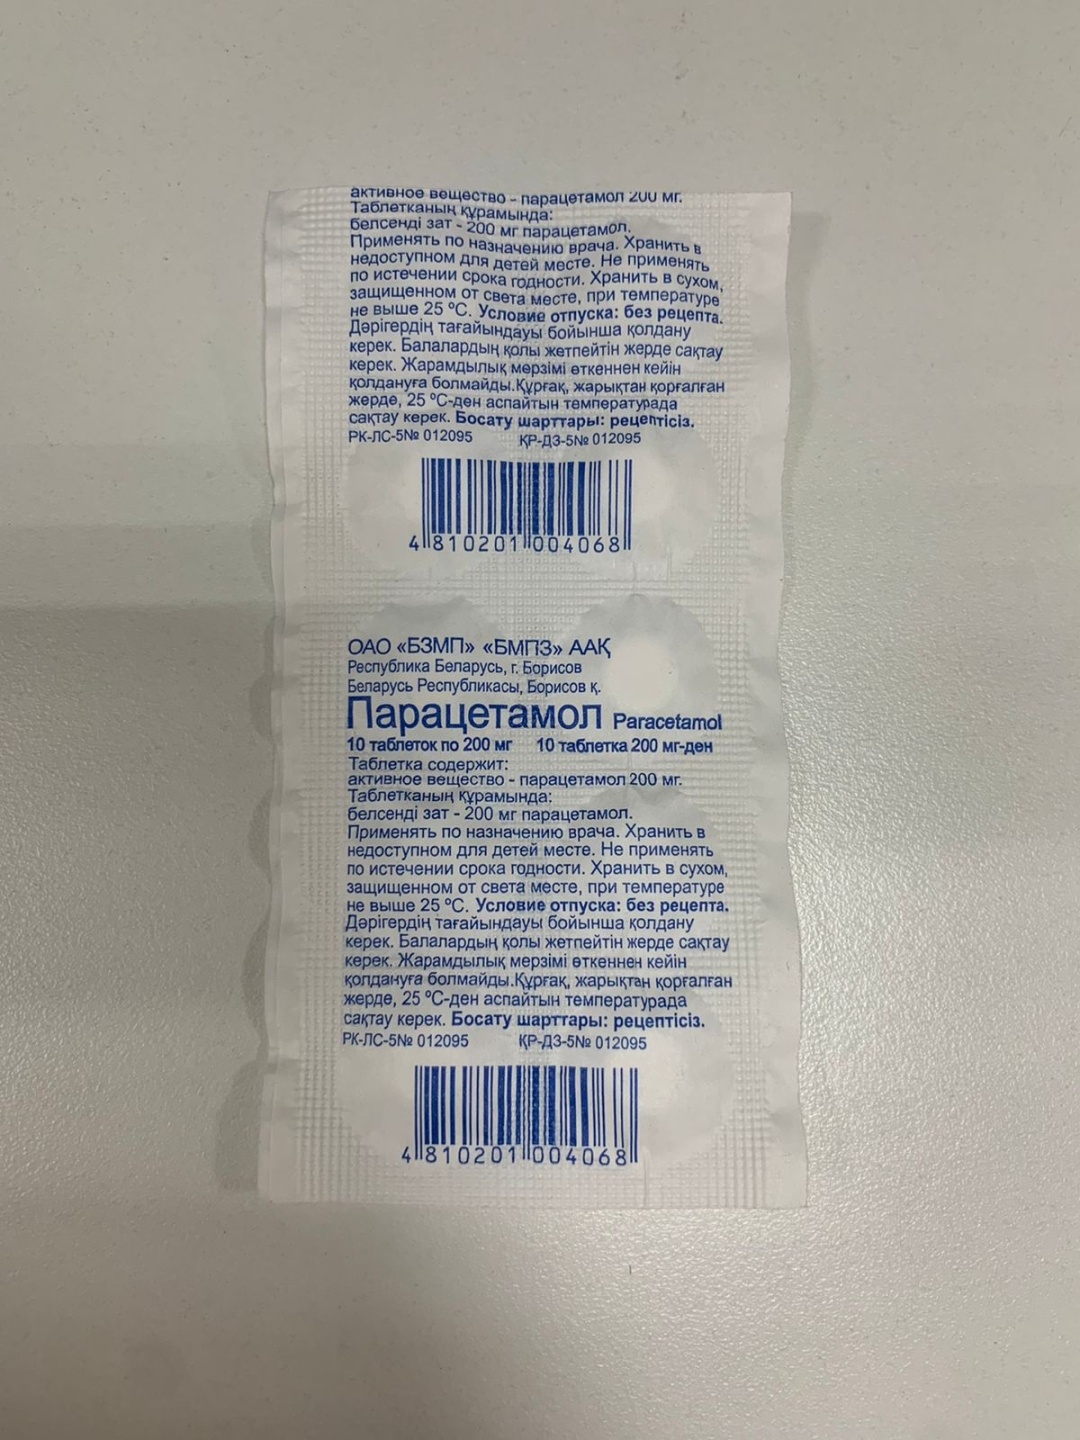 активное вещество - парацетамол 200 мг.
Таблетканың құрамында:
белсенді зат - 200 мг парацетамол.
Применять по назначению врача. Хранить в
недоступном для детей месте. Не применять
по истечении срока годности. Хранить в сухом,
защищенном от света месте, при температуре
не выше 25 °С. Условие отпуска: без рецепта.
Дәрігердің тағайындауы бойынша қолдану
керек. Балалардың қолы жетпейтін жерде сақтау
керек. Жарамдылық мерзімі өткеннен кейін
қолдануға болмайды.Құрғақ, жарықтан қорғалған
жерде, 25 °С-ден аспайтын температурада
сақтау керек. Босату шарттары: рецептісіз.
РК-ЛС-5№ 012095 ҚР-ДЗ-5№ 012095
4 810201 004068
ОАО «БЗМП» «БМПЗ» ААҚ
Республика Беларусь, г. Борисов
Беларусь Республикасы, Борисов қ.
Парацетамол Paracetamol
10 таблеток по 200 мг 10 таблетка 200 мг-ден
Таблетка содержит:
активное вещество - парацетамол 200 мг.
Таблетканың құрамында:
белсенді зат - 200 мг парацетамол.
Применять по назначению врача. Хранить в
недоступном для детей месте. Не применять
по истечении срока годности. Хранить в сухом,
защищенном от света месте, при температуре
не выше 25 °С. Условие отпуска: без рецепта.
Дәрігердің тағайындауы бойынша қолдану
керек. Балалардың қолы жетпейтін жерде сақтау
керек. Жарамдылық мерзімі өткеннен кейін
қолдануға болмайды.Құрғақ, жарықтан қорғалған
жерде, 25 °С-ден аспайтын температурада
сақтау керек. Босату шарттары: рецептісіз.
РК-ЛС-5№ 012095 ҚР-ДЗ-5№ 012095
4 810201 004068